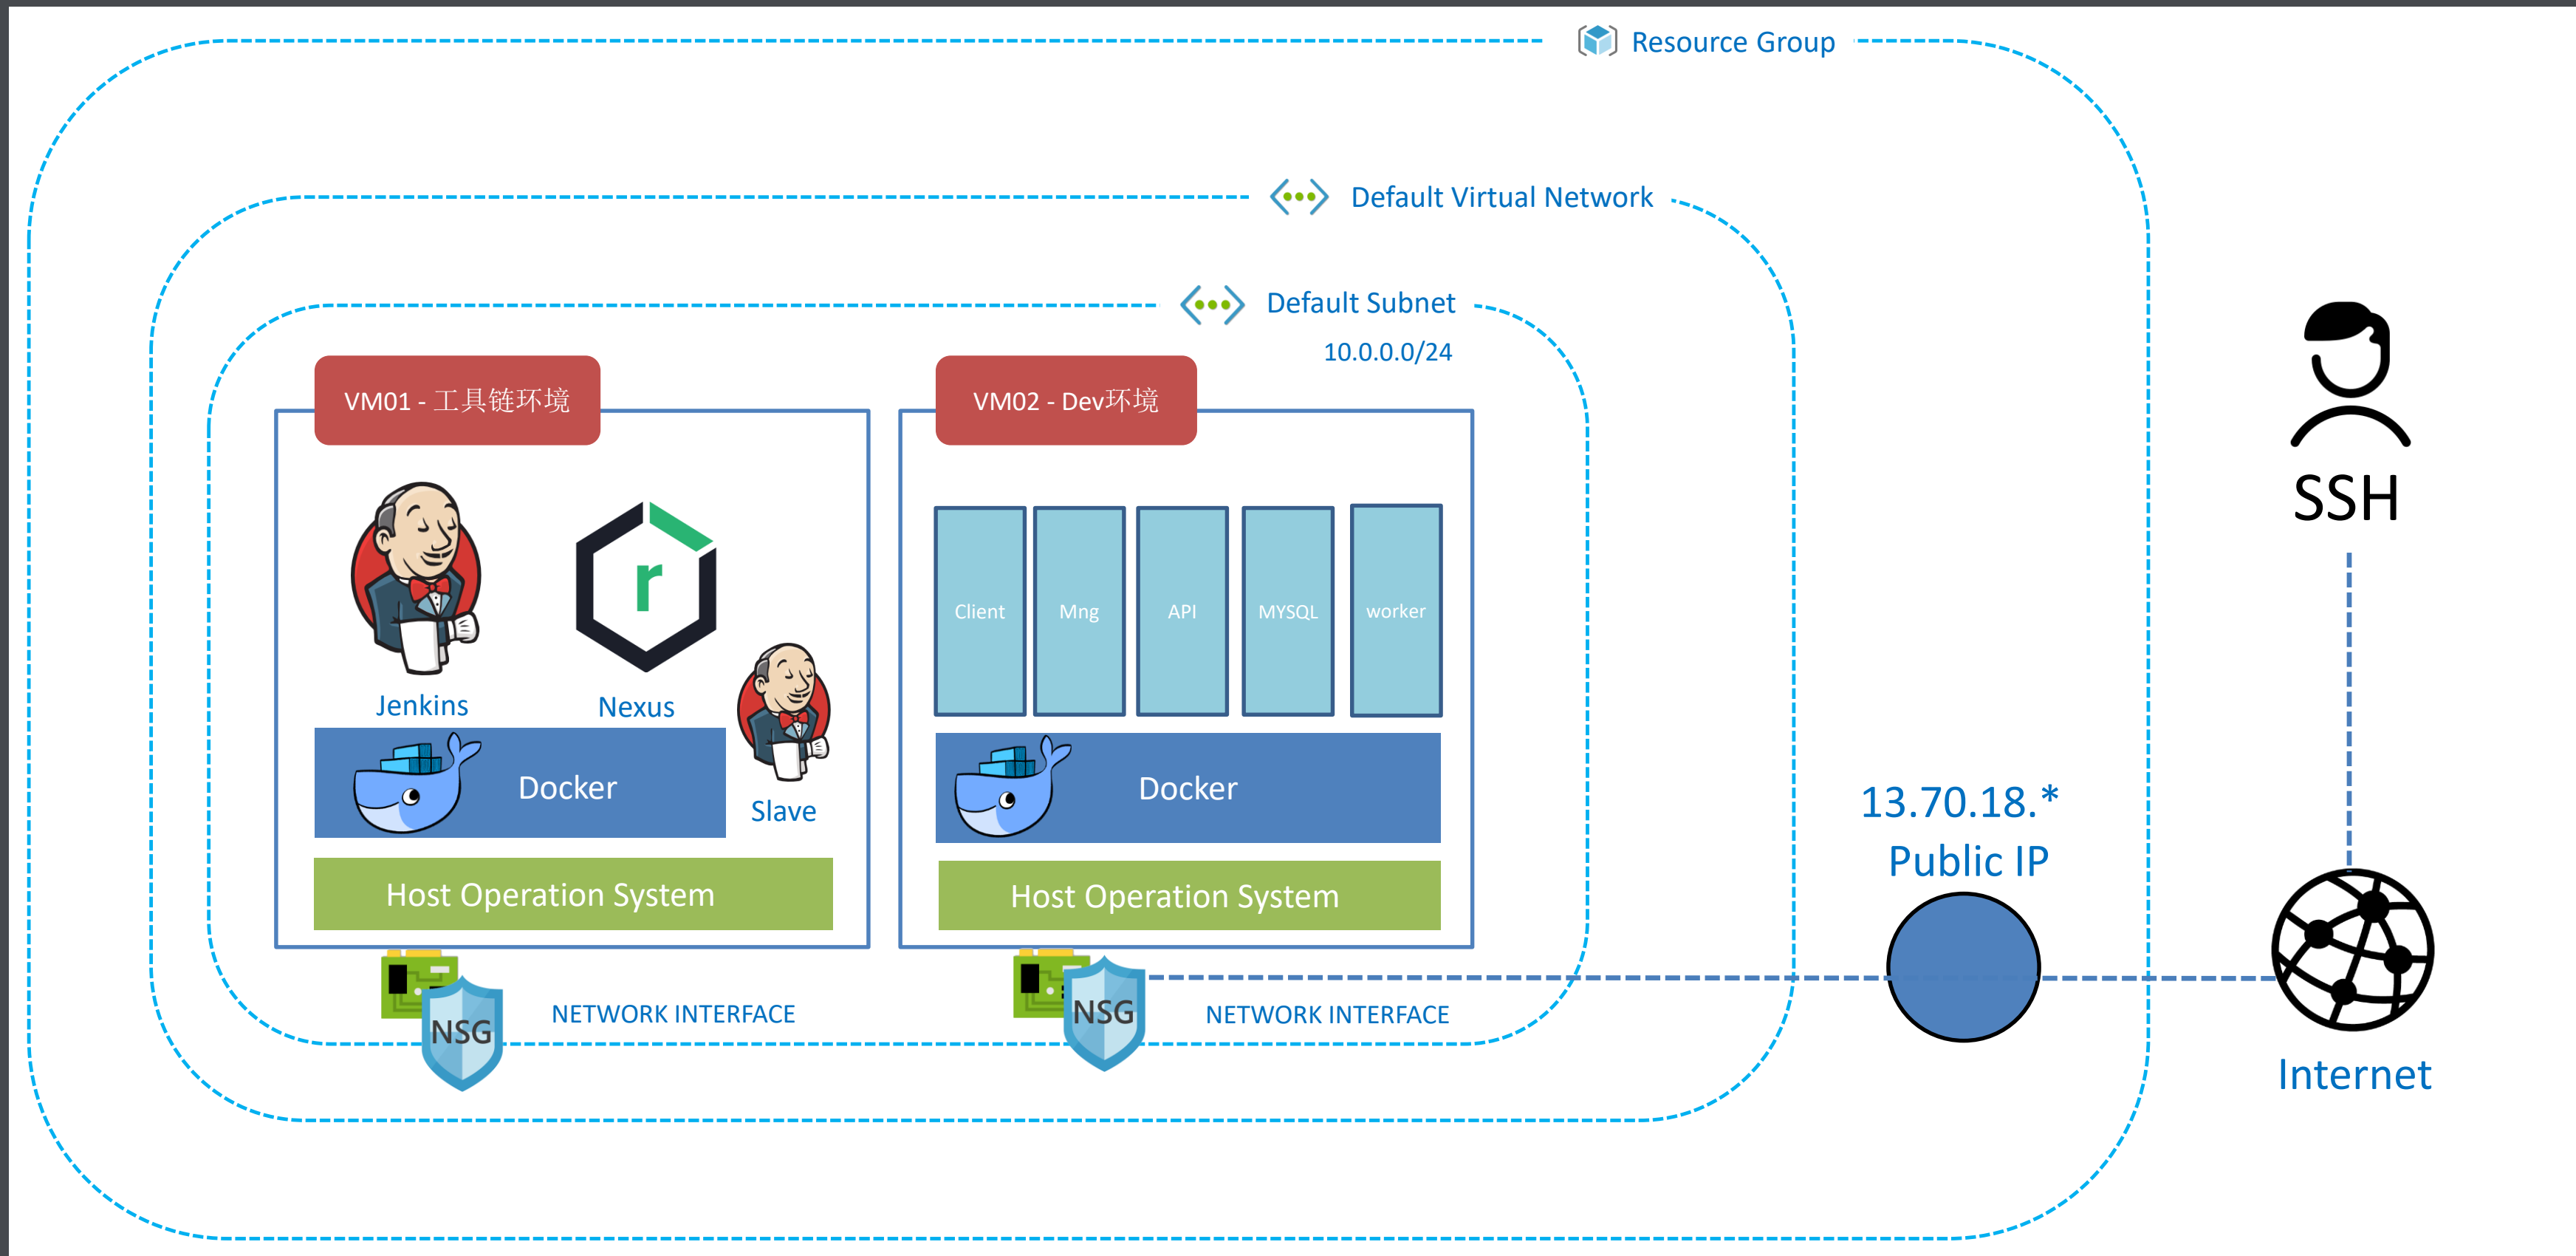 Resource Group
Default Virtual Network
Default Subnet
10.0.0.0/24
VM01 - 工具链环境
VM02 - Dev环境
r
Jenkins
Nexus
Slave
Docker
Host Operation System
Client
Mng
API
MYSQL
worker
Docker
Host Operation System
NSG
NETWORK INTERFACE
NSG
NETWORK INTERFACE
13.70.18.*
Public IP
SSH
Internet